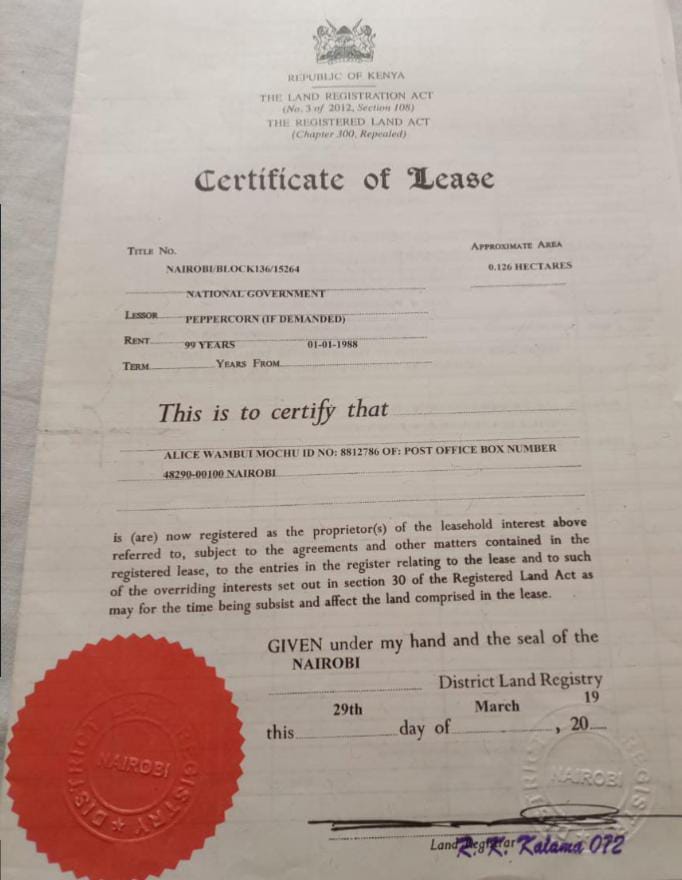 REPUBLIC OF KENYA
THE LAND REGISTRATION ACT
(No. 3 of 2012, Section 108)
THE REGISTERED LAND ACT
(Chapter 300, Repealed)
Certificate of Lease
TITLE NO.
NAIROBI/BLOCK136/15264
APPROXIMATE AREA
0.126 HECTARES
NATIONAL GOVERNMENT
LESSOR
PEPPERCORN (IF DEMANDED)
RENT
99 YEARS 01-01-1988
TERM YEARS FROM
This is to certify that
ALICE WAMBUI MOCHU ID NO: 8812786 OF: POST OFFICE BOX NUMBER
48290-00100 NAIROBI
is (are) now registered as the proprietor(s) of the leasehold interest above
referred to, subject to the agreements and other matters contained in the
registered lease, to the entries in the register relating to the lease and to such
of the overriding interests set out in section 30 of the Registered Land Act as
may for the time being subsist and affect the land comprised in the lease.
GIVEN under my hand and the seal of the
NAIROBI
District Land Registry
29th March 19
this day of , 20
DISTRICT REGISTRY
NAIROBI
NAIROBI
Land Registrar
R. K. Kalama 072